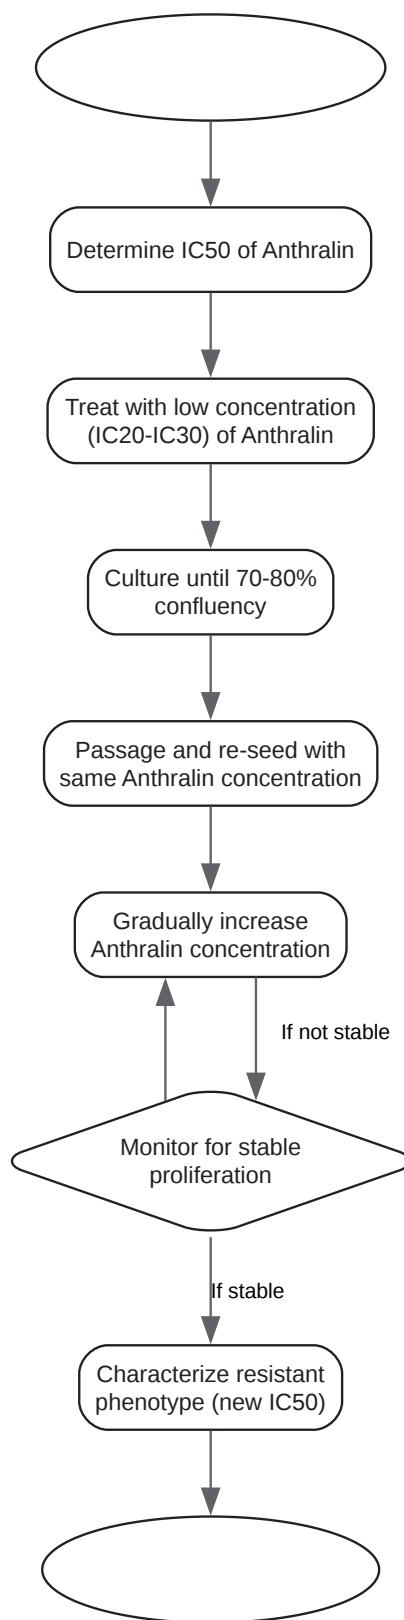 Determine IC50 of Anthralin
Treat with low concentration
(IC20-IC30) of Anthralin
Culture until 70-80%
confluency
Passage and re-seed with
same Anthralin concentration
Gradually increase
Anthralin concentration
If not stable
Monitor for stable
proliferation
If stable
Characterize resistant
phenotype (new IC50)